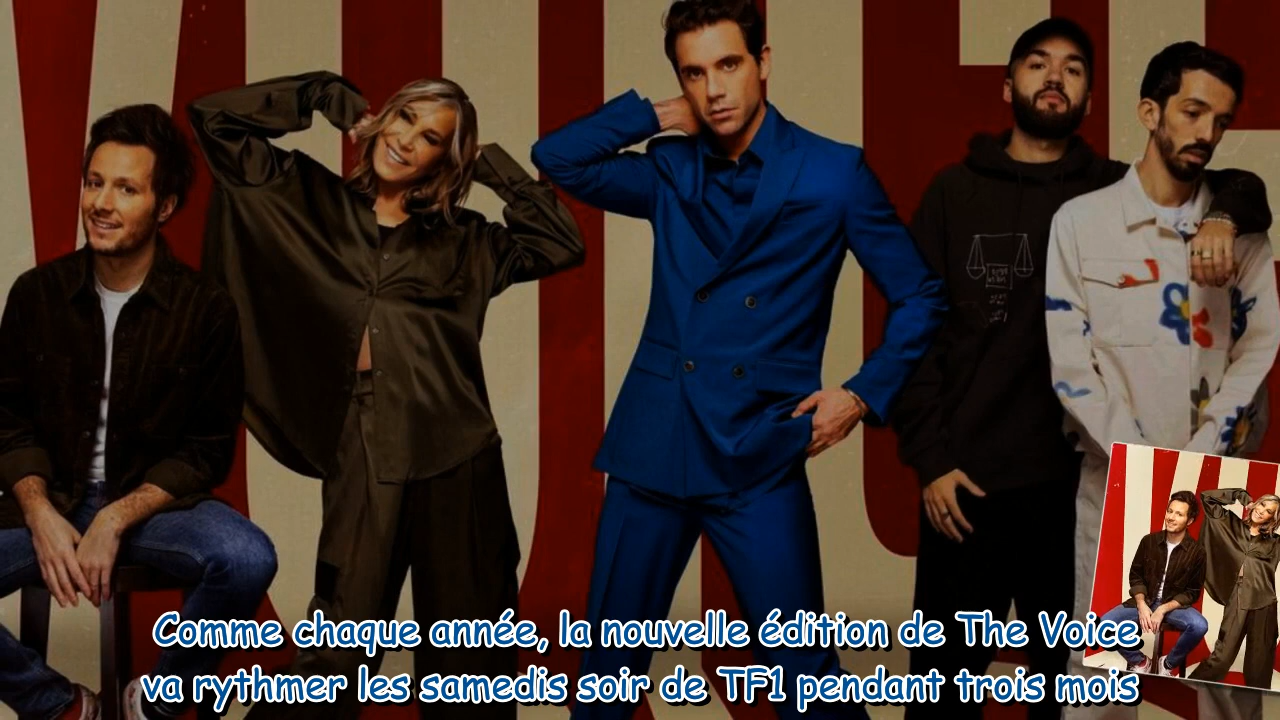 Comme chaque année, la nouvelle édition de The Voice
va rythmer les samedis soir de TF1 pendant trois mois